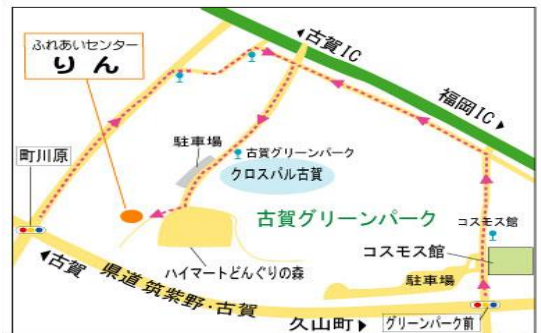 ふれあいセンター
りん
古賀IC
福岡IC
町川原
駐車場
古賀グリーンパーク
クロスパル古賀
古賀グリーンパーク
コスモス館
コスモス館
駐車場
ハイマートどんぐりの森
古賀 県道 筑紫野・古賀
久山町
グリーンパーク前